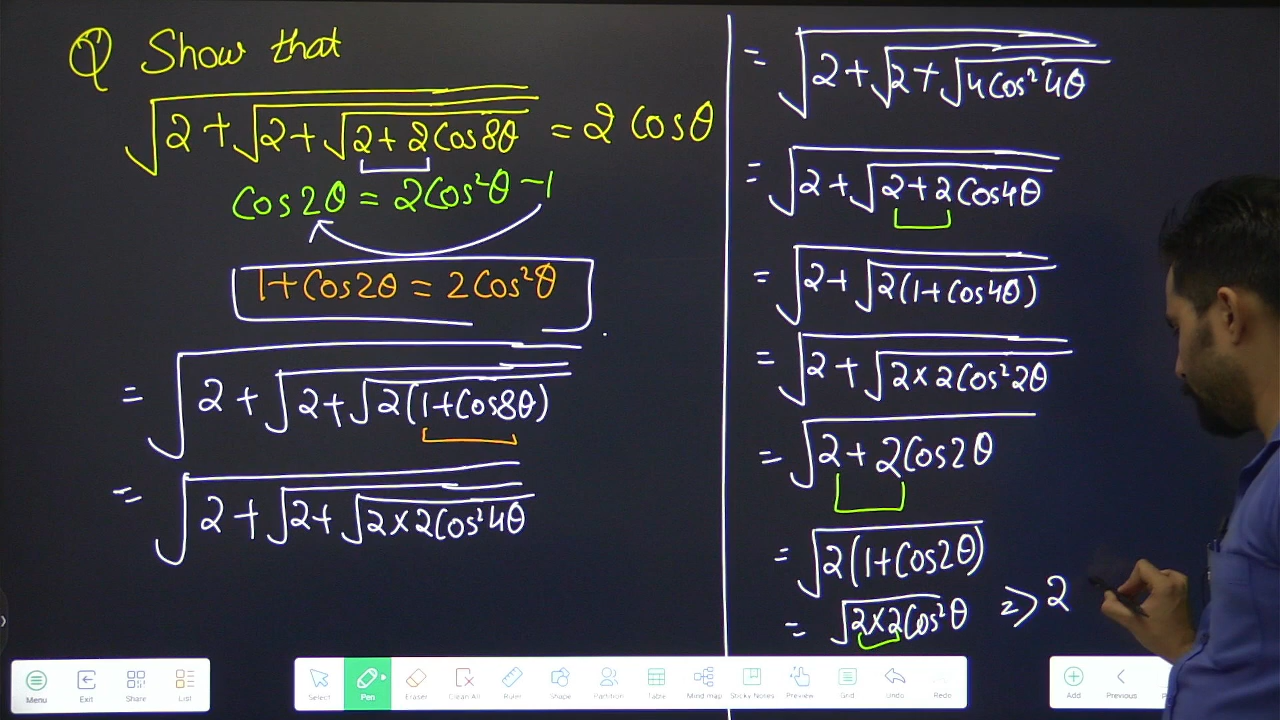 Q Show that
√(2+√(2+√(2+2Cos8θ))) = 2 Cosθ
Cos2θ = 2Cos²θ -1
1+Cos2θ = 2Cos²θ
= √(2+√(2+√(2(1+Cos8θ))))
= √(2+√(2+√(2×2Cos²4θ)))
= √(2+√(2+√(4Cos²4θ)))
= √(2+√(2+2Cos4θ))
= √(2+√(2(1+Cos4θ)))
= √(2+√(2×2Cos²2θ))
= √(2+2Cos2θ)
= √(2(1+Cos2θ))
= √(2×2Cos²θ) => 2
Menu Exit Share List Select Pen Eraser Clean All Ruler Shape Partition Table Mind map Sticky Notes Preview Grid Undo Redo Add Previous